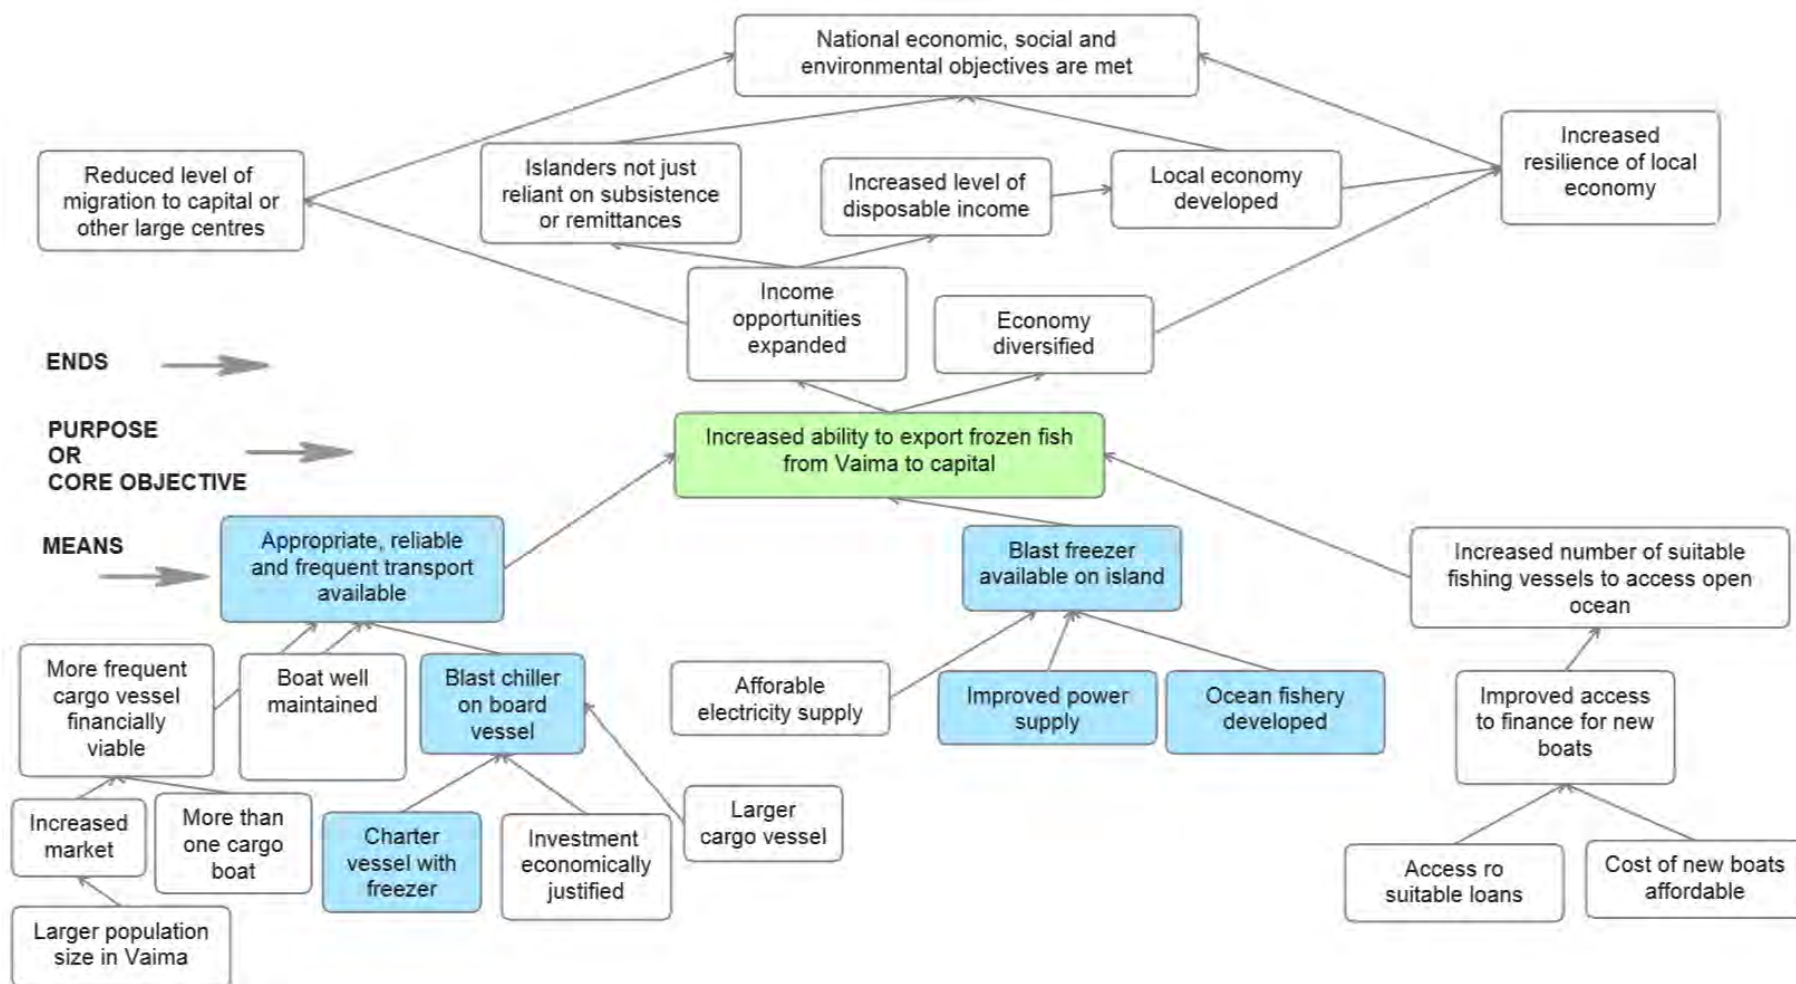 National economic, social and
environmental objectives are met
Reduced level of
migration to capital or
other large centres
Islanders not just
reliant on subsistence
or remittances
Increased level of
disposable income
Local economy
developed
Increased
resilience of local
economy
Income
opportunities
expanded
Economy
diversified
ENDS
PURPOSE
OR
CORE OBJECTIVE
Increased ability to export frozen fish
from Vaima to capital
MEANS
Appropriate, reliable
and frequent transport
available
Blast freezer
available on island
Increased number of suitable
fishing vessels to access open
ocean
More frequent
cargo vessel
financially
viable
Boat well
maintained
Blast chiller
on board
vessel
Afforable
electricity supply
Improved power
supply
Ocean fishery
developed
Improved access
to finance for new
boats
Increased
market
More than
one cargo
boat
Charter
vessel with
freezer
Investment
economically
justified
Larger
cargo vessel
Access ro
suitable loans
Cost of new boats
affordable
Larger population
size in Vaima